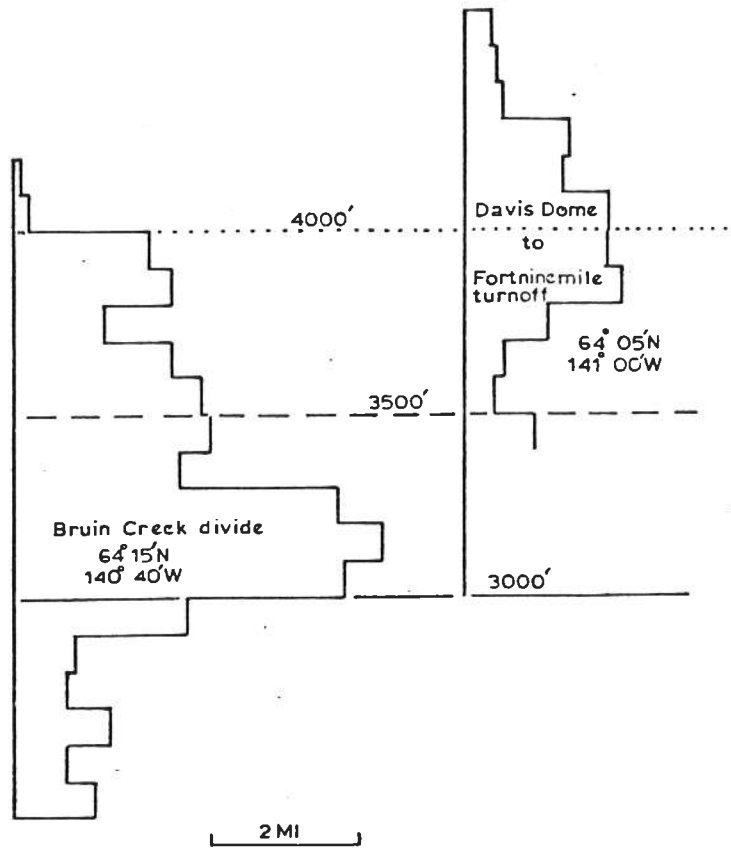 4000′
Davis Dome
to
Fortninemile
turnoff
64° 05′N
141° 00′W
3500′
Bruin Creek divide
64° 15′N
140° 40′W
3000′
2 MI